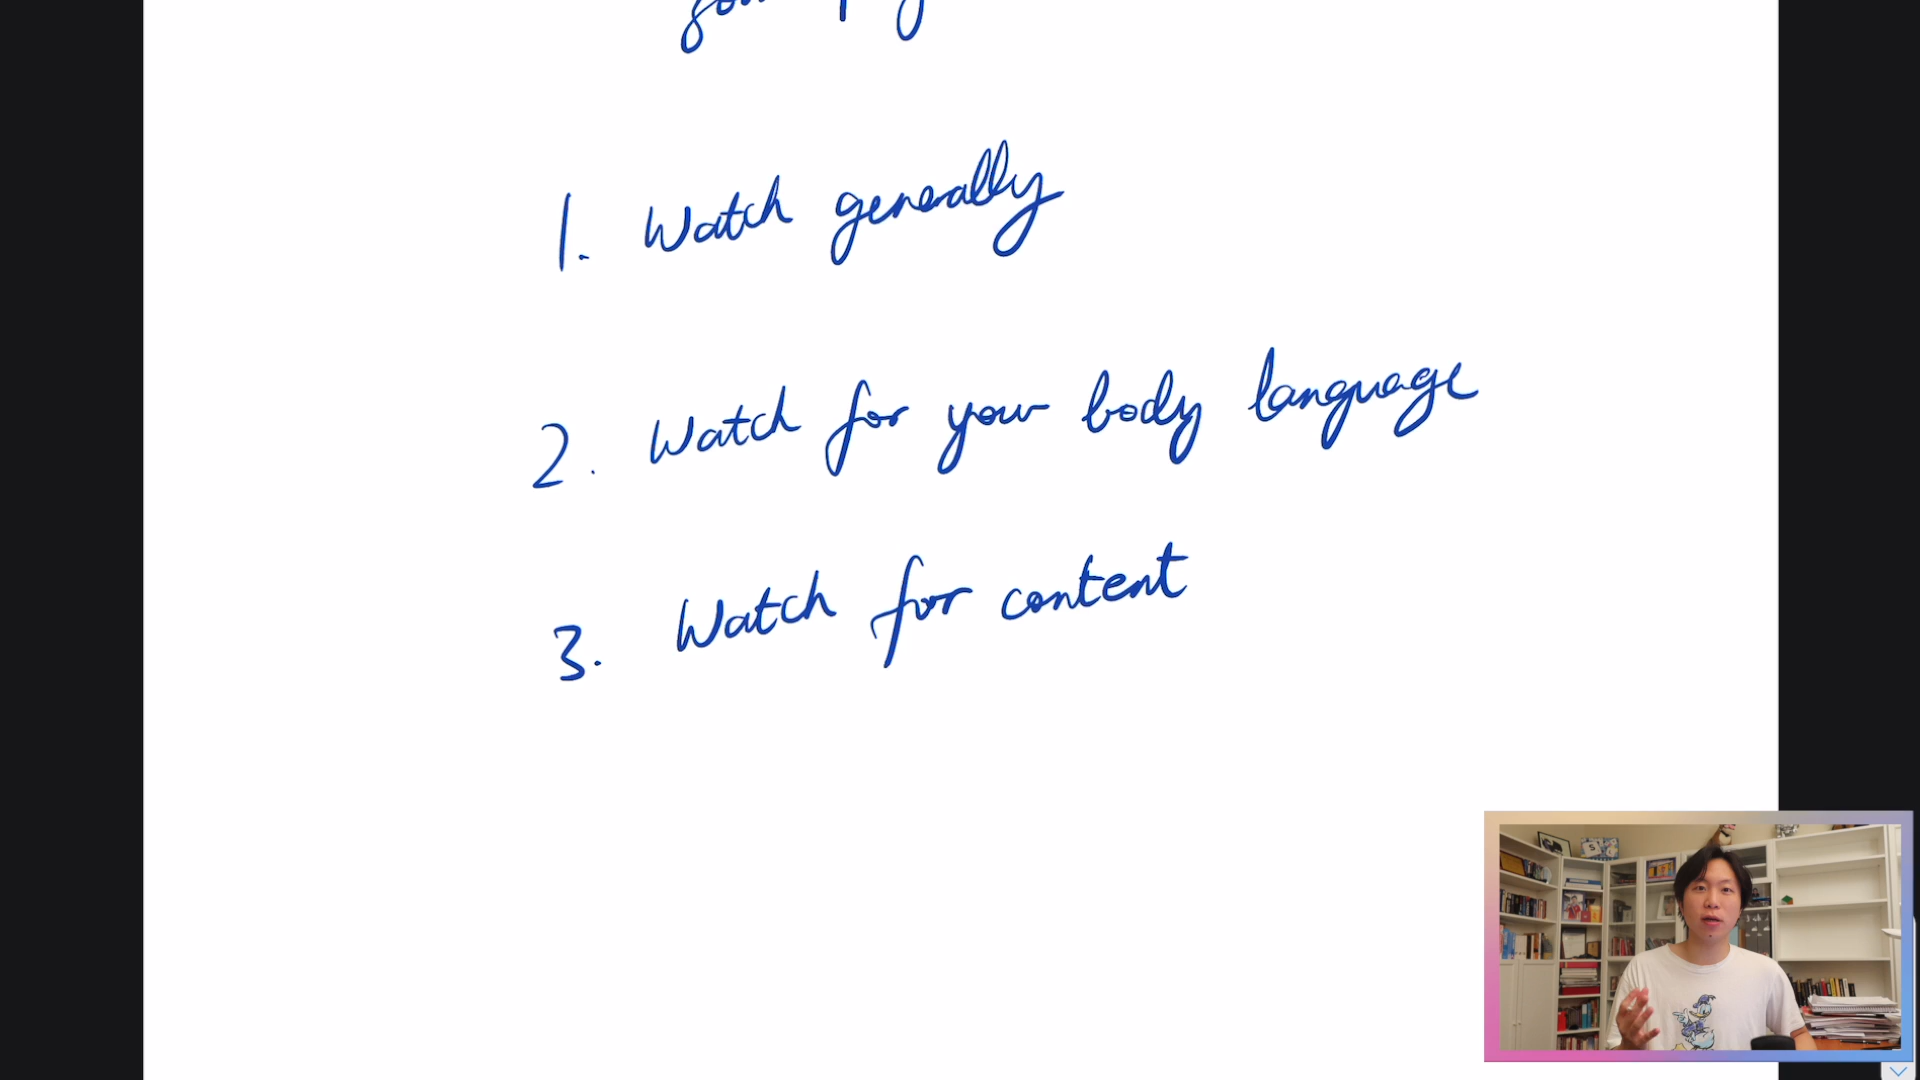 1. Watch generally
2. Watch for your body language
3. Watch for content